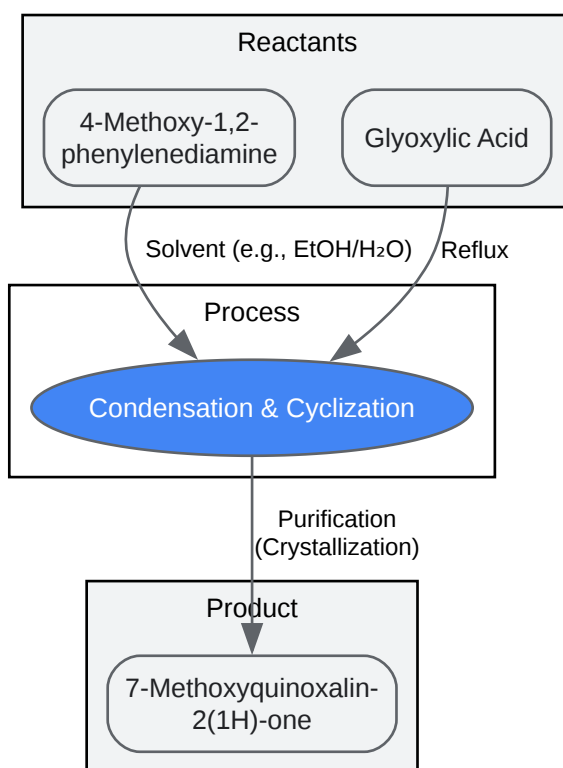 Reactants
4-Methoxy-1,2-
phenylenediamine
Glyoxylic Acid
Solvent (e.g., EtOH/H₂O)
Reflux
Process
Condensation & Cyclization
Purification
(Crystallization)
Product
7-Methoxyquinoxalin-
2(1H)-one